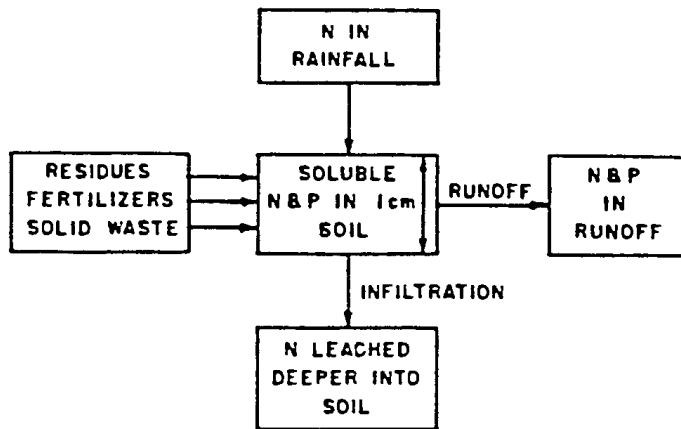 N IN
RAINFALL
RESIDUES
FERTILIZERS
SOLID WASTE
SOLUBLE
N & P IN 1cm
SOIL
RUNOFF
N & P
IN
RUNOFF
INFILTRATION
N LEACHED
DEEPER INTO
SOIL